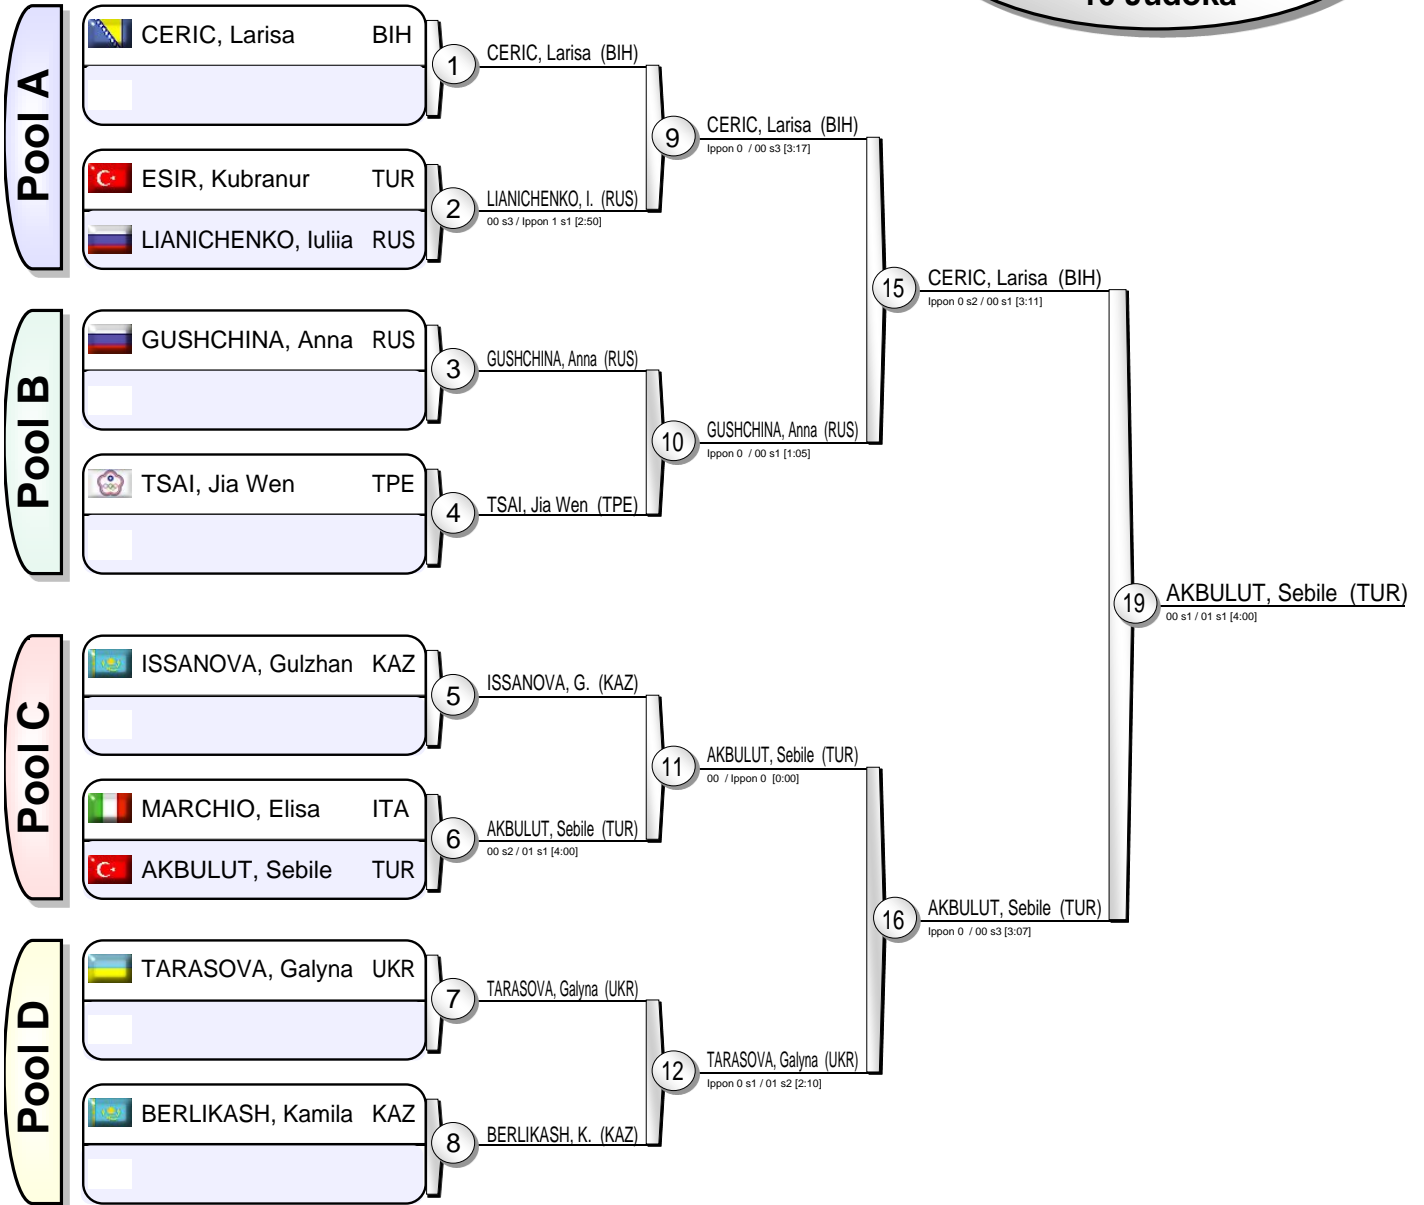 10 Judoka
Pool A
CERIC, Larisa BIH
1
ESIR, Kubranur TUR
LIANICHENKO, Iuliia RUS
2
CERIC, Larisa (BIH)
LIANICHENKO, I. (RUS)
00 s3 / Ippon 1 s1 [2:50]
9
CERIC, Larisa (BIH)
Ippon 0 / 00 s3 [3:17]
Pool B
GUSHCHINA, Anna RUS
3
TSAI, Jia Wen TPE
4
GUSHCHINA, Anna (RUS)
TSAI, Jia Wen (TPE)
10
GUSHCHINA, Anna (RUS)
Ippon 0 / 00 s1 [1:05]
15
CERIC, Larisa (BIH)
Ippon 0 s2 / 00 s1 [3:11]
Pool C
ISSANOVA, Gulzhan KAZ
5
MARCHIO, Elisa ITA
AKBULUT, Sebile TUR
6
ISSANOVA, G. (KAZ)
AKBULUT, Sebile (TUR)
00 s2 / 01 s1 [4:00]
11
AKBULUT, Sebile (TUR)
00 / Ippon 0 [0:00]
Pool D
TARASOVA, Galyna UKR
7
BERLIKASH, Kamila KAZ
8
TARASOVA, Galyna (UKR)
BERLIKASH, K. (KAZ)
12
TARASOVA, Galyna (UKR)
Ippon 0 s1 / 01 s2 [2:10]
16
AKBULUT, Sebile (TUR)
Ippon 0 / 00 s3 [3:07]
19
AKBULUT, Sebile (TUR)
00 s1 / 01 s1 [4:00]